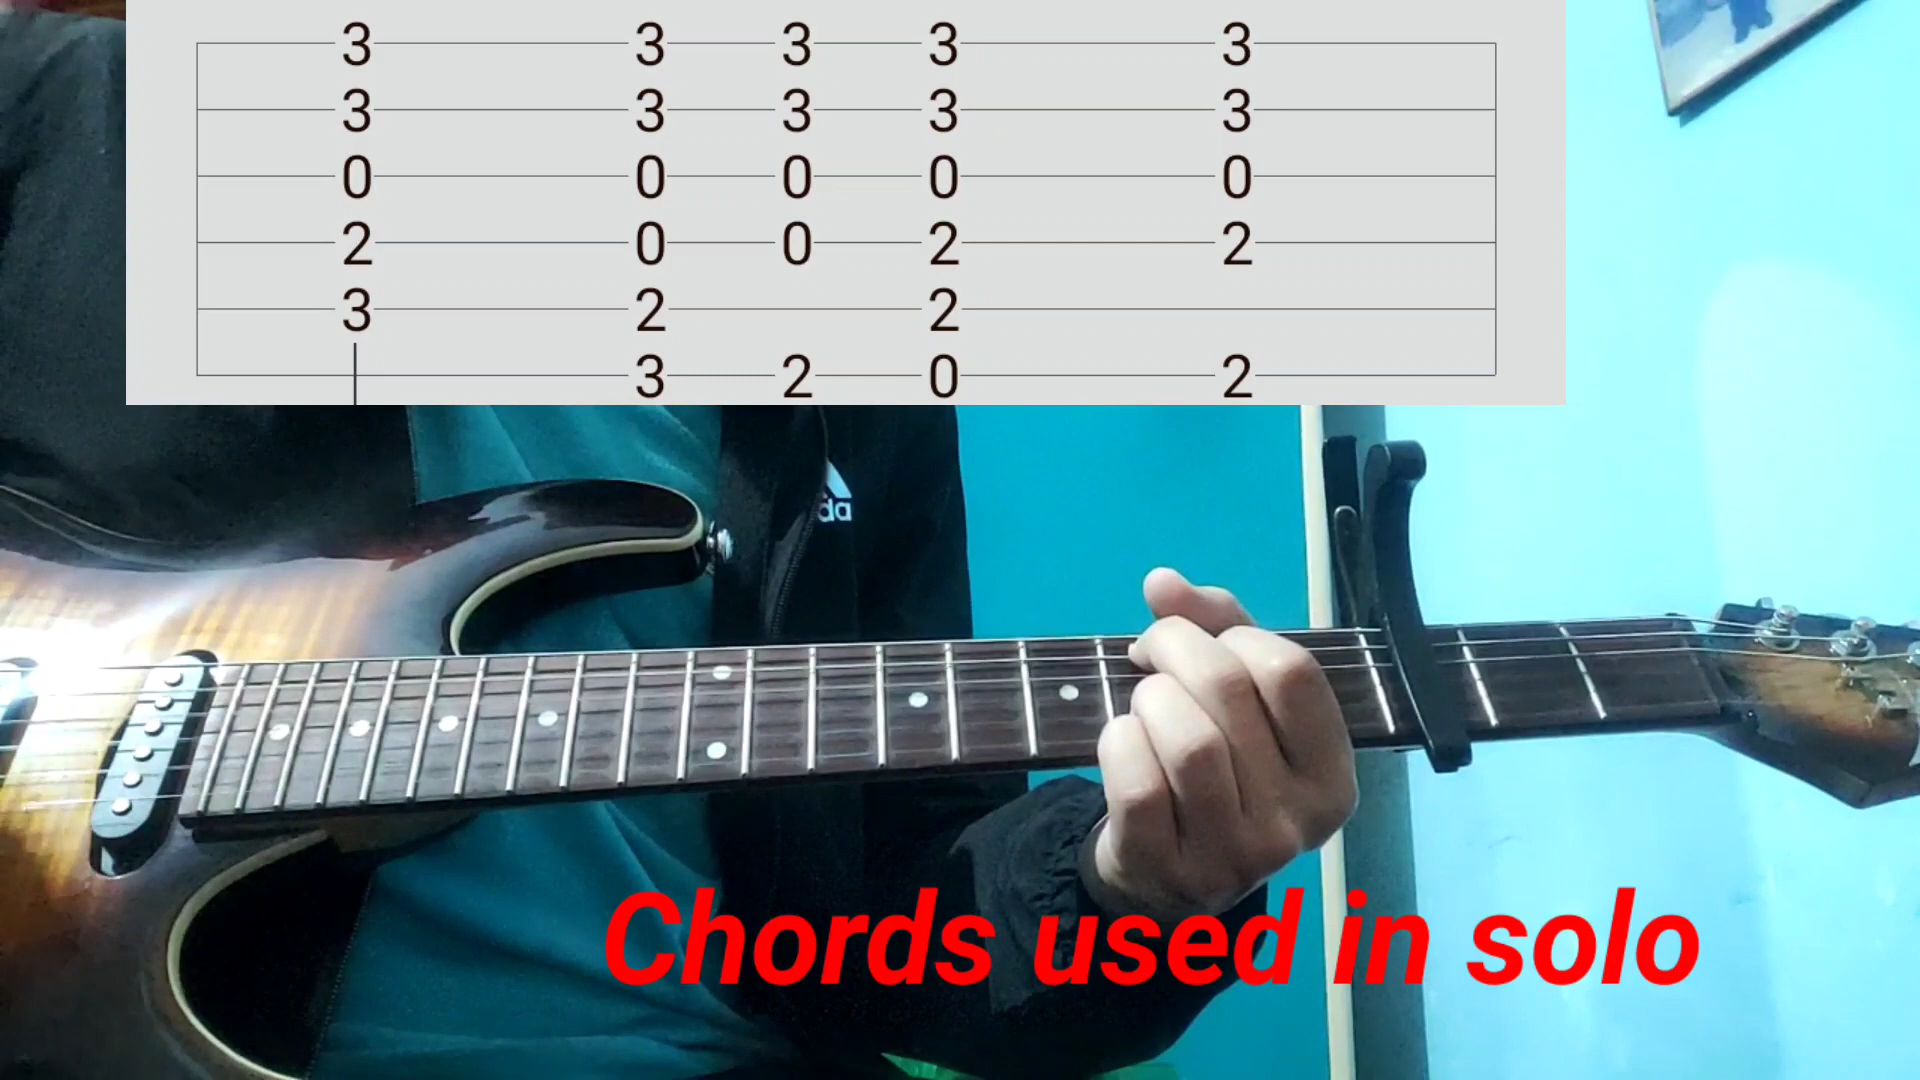 3 3 3 3 3
3 3 3 3 3
0 0 0 0 0
2 0 0 2 2
3 2 2
3 2 0 2
da
Chords used in solo